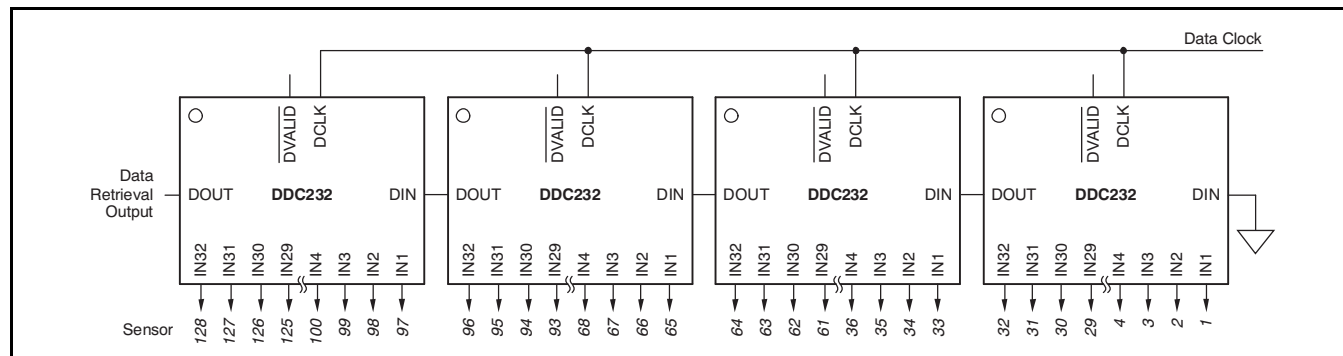 Data Clock
DVALID DCLK DVALID DCLK DVALID DCLK DVALID DCLK
Data
Retrieval
Output
DOUT DDC232 DIN DOUT DDC232 DIN DOUT DDC232 DIN DOUT DDC232 DIN
IN32 IN31 IN30 IN29 IN4 IN3 IN2 IN1 IN32 IN31 IN30 IN29 IN4 IN3 IN2 IN1 IN32 IN31 IN30 IN29 IN4 IN3 IN2 IN1 IN32 IN31 IN30 IN29 IN4 IN3 IN2 IN1
Sensor 128 127 126 125 100 99 98 97 96 95 94 93 68 67 66 65 64 63 62 61 36 35 34 33 32 31 30 29 4 3 2 1